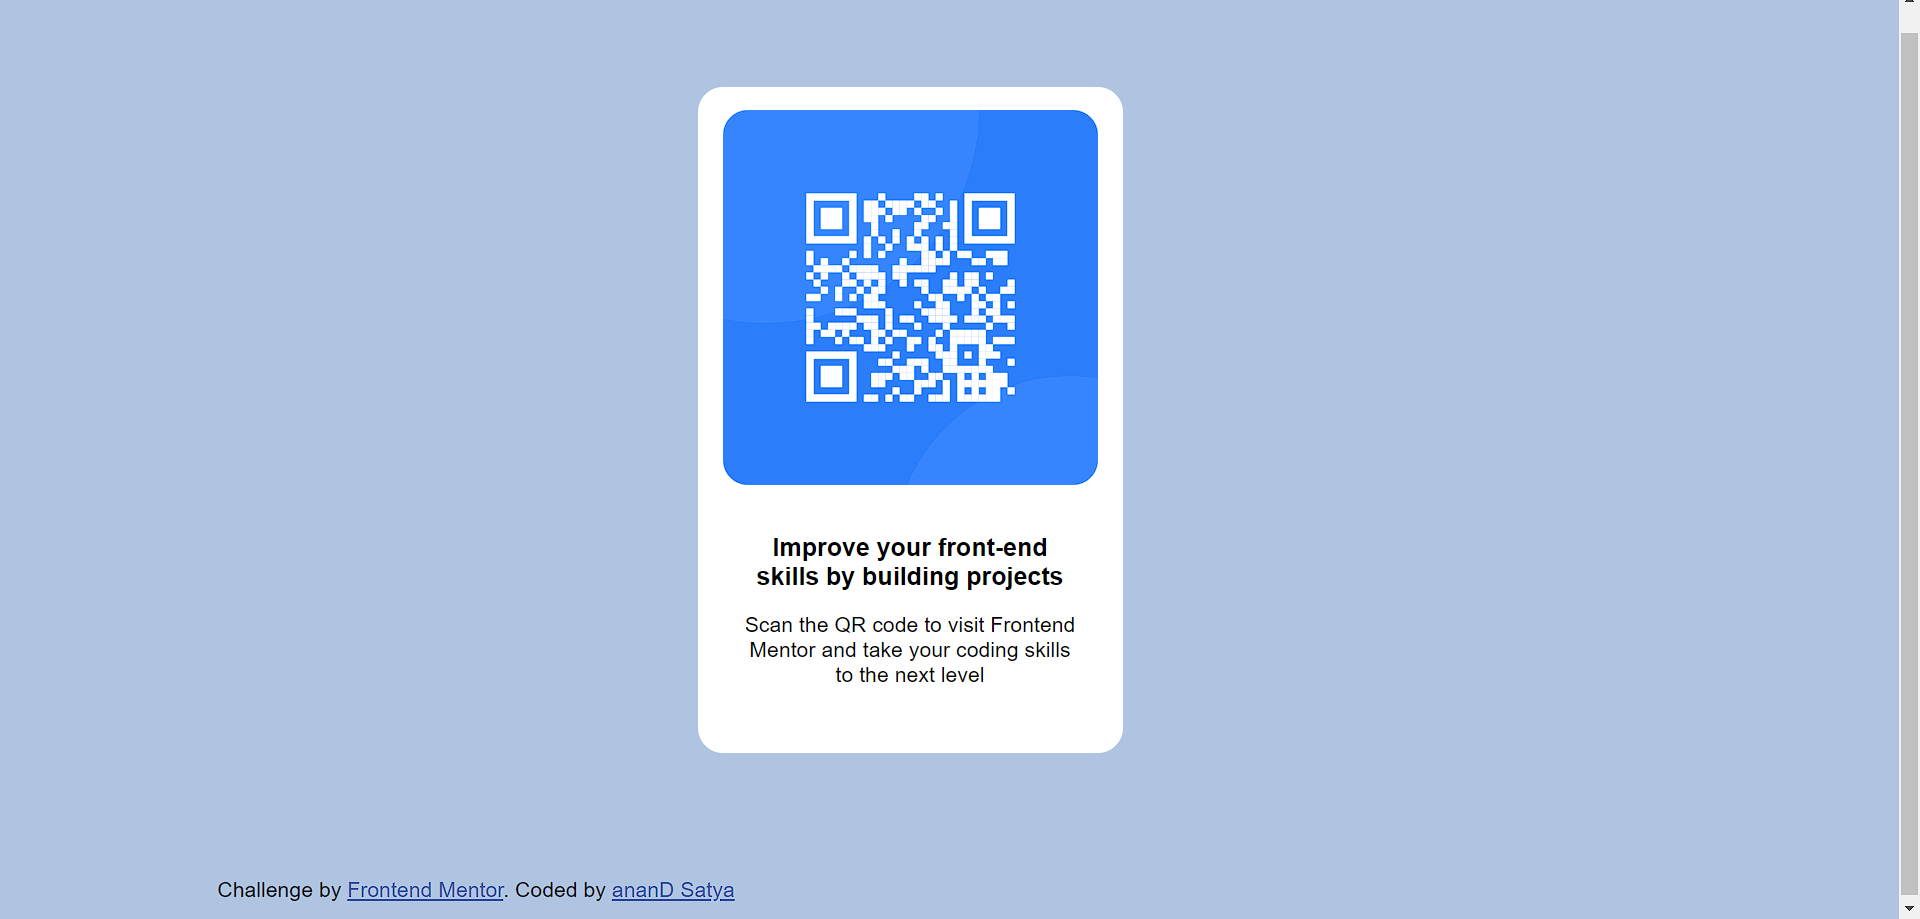 Improve your front-end
skills by building projects
Scan the QR code to visit Frontend
Mentor and take your coding skills
to the next level
Challenge by Frontend Mentor. Coded by ananD Satya